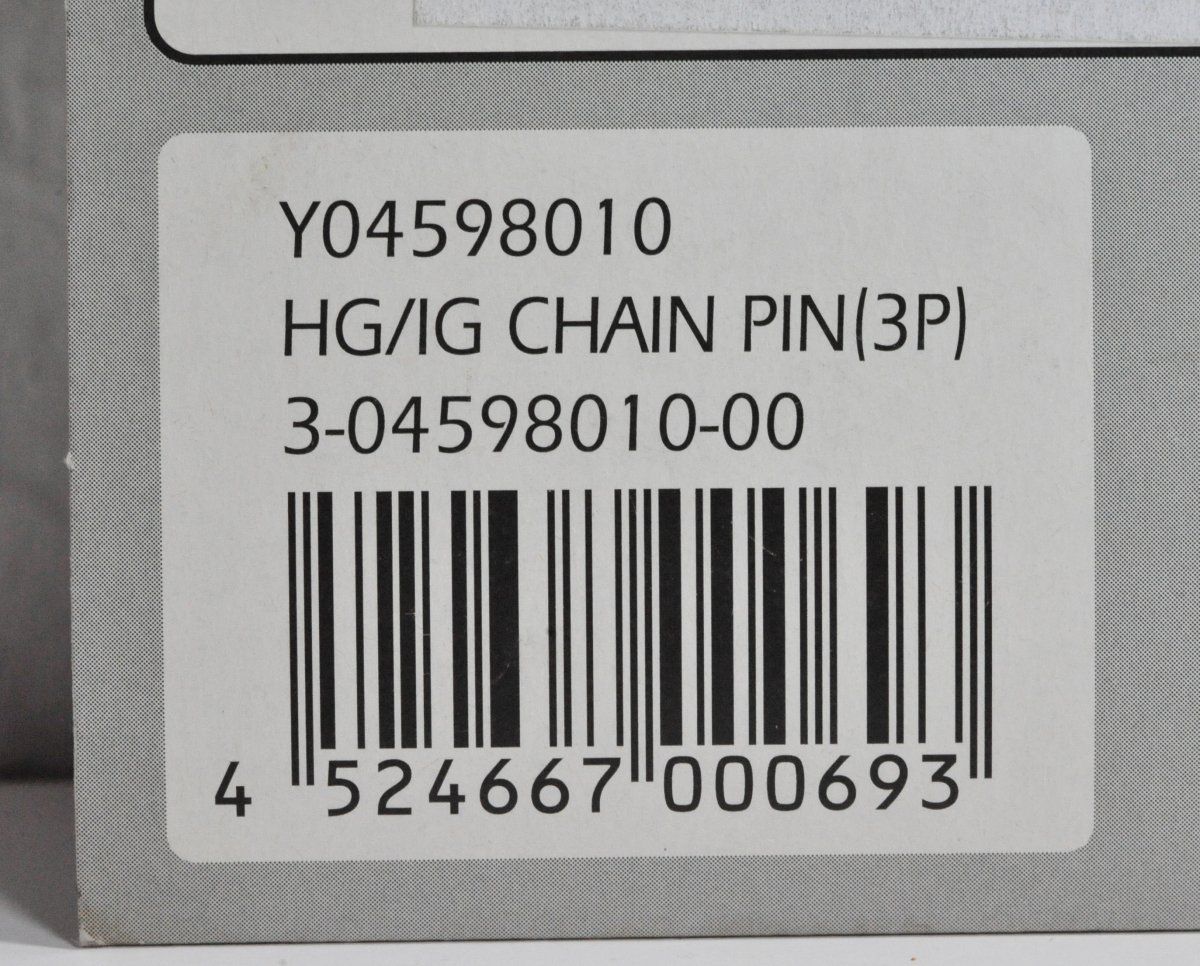 Y04598010
HG/IG CHAIN PIN(3P)
3-04598010-00
4 524667 000693